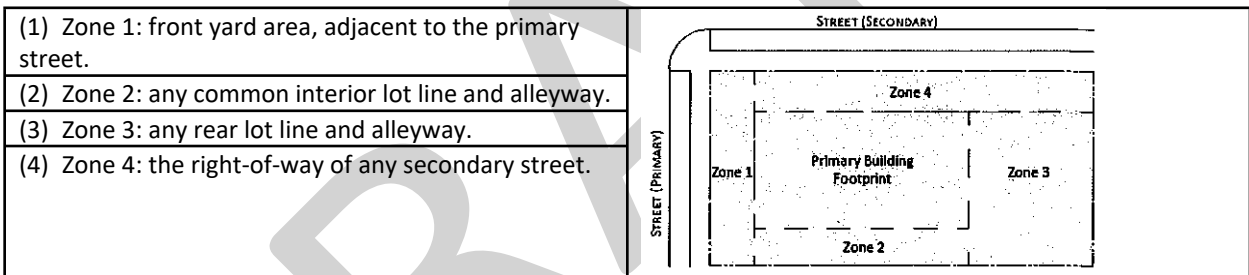 (1) Zone 1: front yard area, adjacent to the primary
street.
(2) Zone 2: any common interior lot line and alleyway.
(3) Zone 3: any rear lot line and alleyway.
(4) Zone 4: the right-of-way of any secondary street.
STREET (SECONDARY)
STREET (PRIMARY)
Zone 4
Zone 1
Primary Building
Footprint
Zone 3
Zone 2